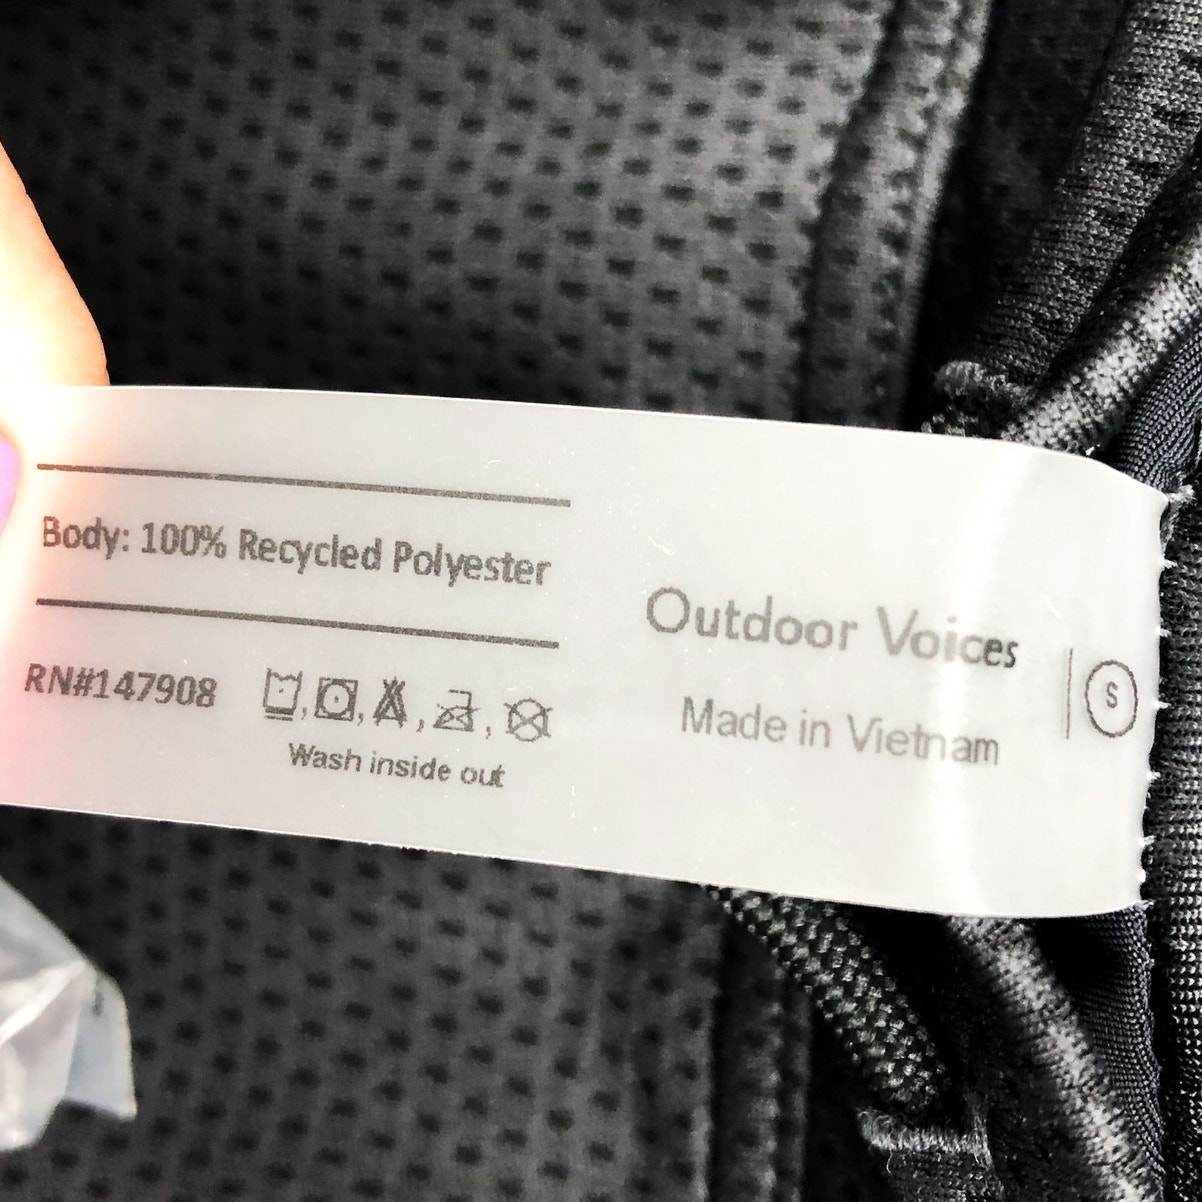 Body: 100% Recycled Polyester
RN#147908
Wash inside out
Outdoor Voices
Made in Vietnam
S